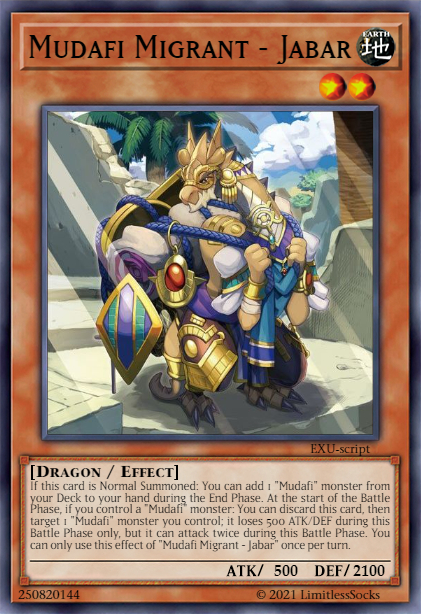 MUDAFI MIGRANT - JABAR
EARTH
地
EXU-script
[DRAGON / EFFECT]
If this card is Normal Summoned: You can add 1 "Mudafi" monster from
your Deck to your hand during the End Phase. At the start of the Battle
Phase, if you control a "Mudafi" monster: You can discard this card, then
target 1 "Mudafi" monster you control; it loses 500 ATK/DEF during this
Battle Phase only, but it can attack twice during this Battle Phase. You can
only use this effect of "Mudafi Migrant - Jabar" once per turn.
ATK/ 500 DEF/2100
250820144 © 2021 LimitlessSocks